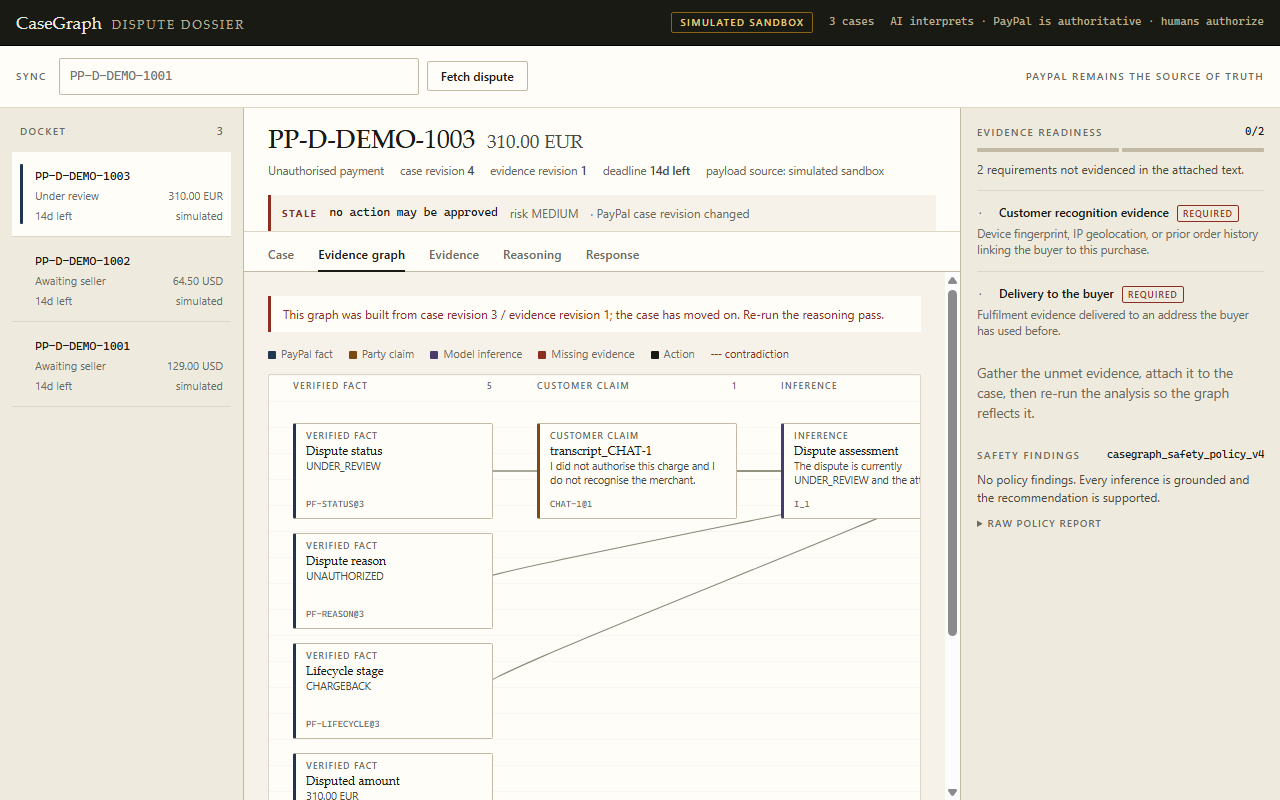 CaseGraph DISPUTE DOSSIER
SIMULATED SANDBOX 3 cases AI interprets · PayPal is authoritative · humans authorize
SYNC PP-D-DEMO-1001 Fetch dispute PAYPAL REMAINS THE SOURCE OF TRUTH
DOCKET 3
PP-D-DEMO-1003
Under review 310.00 EUR
14d left simulated
PP-D-DEMO-1002
Awaiting seller 64.50 USD
14d left simulated
PP-D-DEMO-1001
Awaiting seller 129.00 USD
14d left simulated
PP-D-DEMO-1003 310.00 EUR
Unauthorised payment case revision 4 evidence revision 1 deadline 14d left payload source: simulated sandbox
STALE no action may be approved risk MEDIUM · PayPal case revision changed
Case Evidence graph Evidence Reasoning Response
This graph was built from case revision 3 / evidence revision 1; the case has moved on. Re-run the reasoning pass.
PayPal fact Party claim Model inference Missing evidence Action --- contradiction
VERIFIED FACT 5 CUSTOMER CLAIM 1 INFERENCE
VERIFIED FACT
Dispute status
UNDER_REVIEW
PF-STATUS@3
CUSTOMER CLAIM
transcript_CHAT-1
I did not authorise this charge and I
do not recognise the merchant.
CHAT-1@1
INFERENCE
Dispute assessment
The dispute is currently
UNDER_REVIEW and the att
I_1
VERIFIED FACT
Dispute reason
UNAUTHORIZED
PF-REASON@3
VERIFIED FACT
Lifecycle stage
CHARGEBACK
PF-LIFECYCLE@3
VERIFIED FACT
Disputed amount
310.00 EUR
EVIDENCE READINESS 0/2
2 requirements not evidenced in the attached text.
· Customer recognition evidence REQUIRED
Device fingerprint, IP geolocation, or prior order history
linking the buyer to this purchase.
· Delivery to the buyer REQUIRED
Fulfilment evidence delivered to an address the buyer
has used before.
Gather the unmet evidence, attach it to the
case, then re-run the analysis so the graph
reflects it.
SAFETY FINDINGS casegraph_safety_policy_v4
No policy findings. Every inference is grounded and
the recommendation is supported.
RAW POLICY REPORT